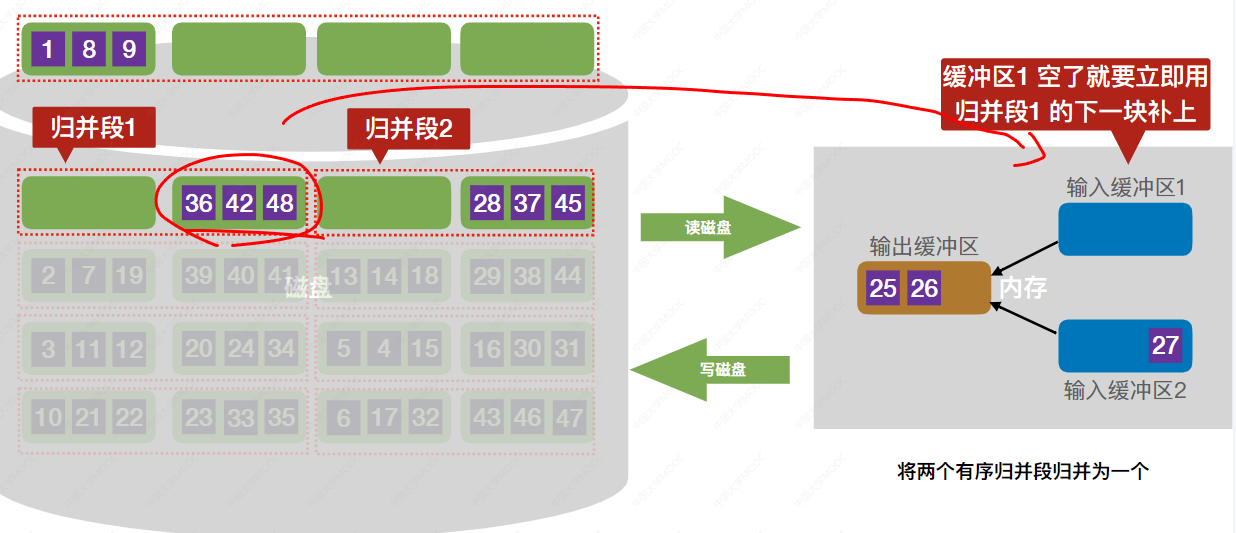 1 8 9
缓冲区1 空了就要立即用
归并段1 的下一块补上
归并段1
归并段2
36 42 48
28 37 45
读磁盘
输入缓冲区1
输出缓冲区
25 26
内存
2 7 19
39 40 41
13 14 18
29 38 44
磁盘
27
写磁盘
3 11 12
20 24 34
5 4 15
16 30 31
输入缓冲区2
10 21 22
23 33 35
6 17 32
43 46 47
将两个有序归并段归并为一个